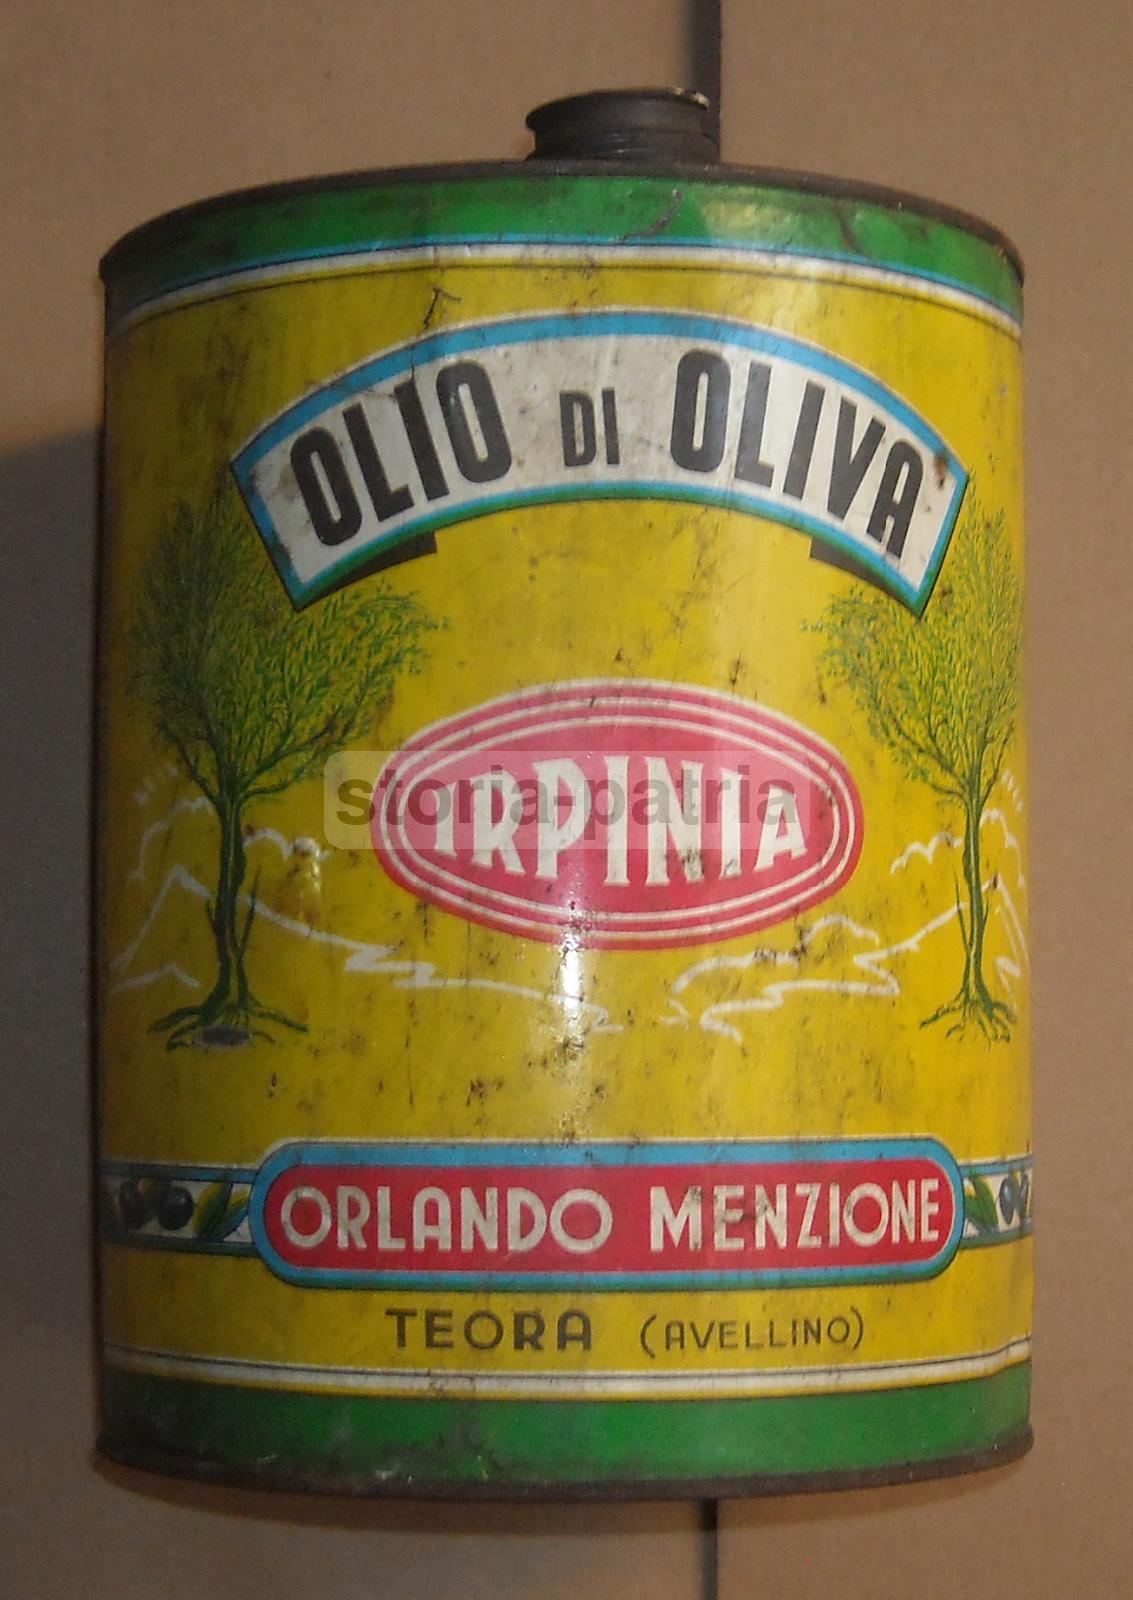 OLIO DI OLIVA
IRPINIA
storia-patria
ORLANDO MENZIONE
TEORA (AVELLINO)